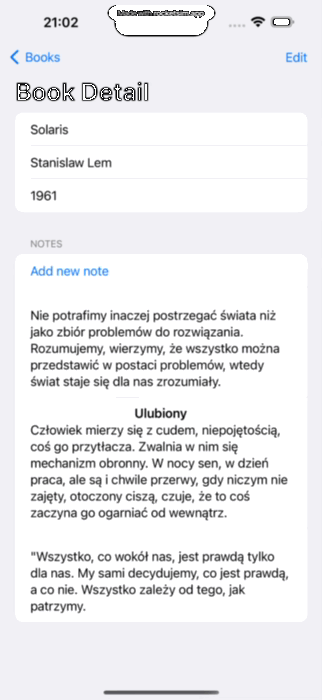 21:02
Made with rocketsim.app
Books
Edit
Book Detail
Solaris
Stanislaw Lem
1961
NOTES
Add new note
Nie potrafimy inaczej postrzegać świata niż
jako zbiór problemów do rozwiązania.
Rozumujemy, wierzymy, że wszystko można
przedstawić w postaci problemów, wtedy
świat staje się dla nas zrozumiały.
Ulubiony
Człowiek mierzy się z cudem, niepojętością,
coś go przytłacza. Zwalnia w nim się
mechanizm obronny. W nocy sen, w dzień
praca, ale są i chwile przerwy, gdy niczym nie
zajęty, otoczony ciszą, czuje, że to coś
zaczyna go ogarniać od wewnątrz.
"Wszystko, co wokół nas, jest prawdą tylko
dla nas. My sami decydujemy, co jest prawdą,
a co nie. Wszystko zależy od tego, jak
patrzymy.